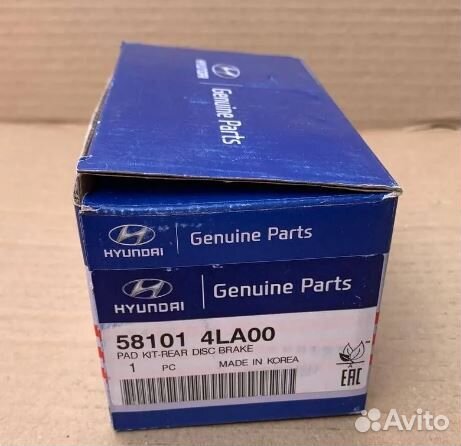 HYUNDAI
Genuine Parts
HYUNDAI
Genuine Parts
HYUNDAI
Genuine Parts
58101 4LA00
PAD KIT-REAR DISC BRAKE
1 PC MADE IN KOREA
EAC
Avito